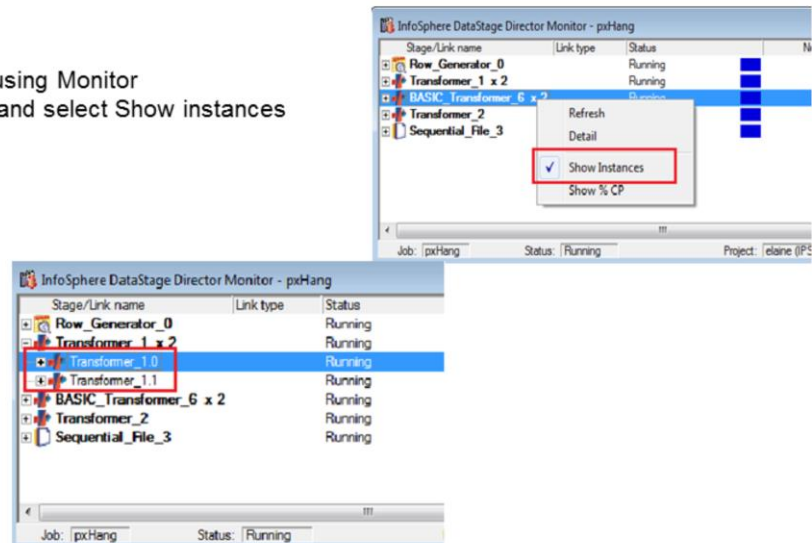 using Monitor
and select Show instances
InfoSphere DataStage Director Monitor - pxHang
Stage/Link name Link type Status
Row_Generator_0 Running
Transformer_1 x 2 Running
BASIC_Transformer_6 x 2 Running
Transformer_2
Sequential_File_3
Refresh
Detail
Show Instances
Show % CP
Job: pxHang Status: Running Project: elaine
InfoSphere DataStage Director Monitor - pxHang
Stage/Link name Link type Status
Row_Generator_0 Running
Transformer_1 x 2 Running
Transformer_1.0 Running
Transformer_1.1 Running
BASIC_Transformer_6 x 2 Running
Transformer_2 Running
Sequential_File_3 Running
Job: pxHang Status: Running